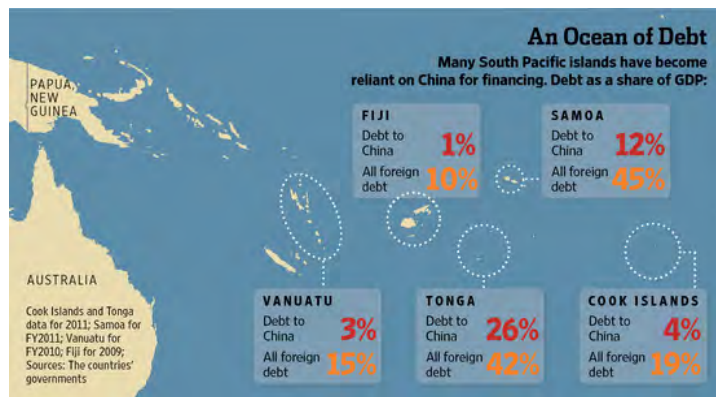 An Ocean of Debt
Many South Pacific islands have become
reliant on China for financing. Debt as a share of GDP:
PAPUA,
NEW
GUINEA
FIJI
Debt to
China 1%
All foreign
debt 10%
SAMOA
Debt to
China 12%
All foreign
debt 45%
AUSTRALIA
Cook Islands and Tonga
data for 2011; Samoa for
FY2011; Vanuatu for
FY2010; Fiji for 2009;
Sources: The countries'
governments
VANUATU
Debt to
China 3%
All foreign
debt 15%
TONGA
Debt to
China 26%
All foreign
debt 42%
COOK ISLANDS
Debt to
China 4%
All foreign
debt 19%